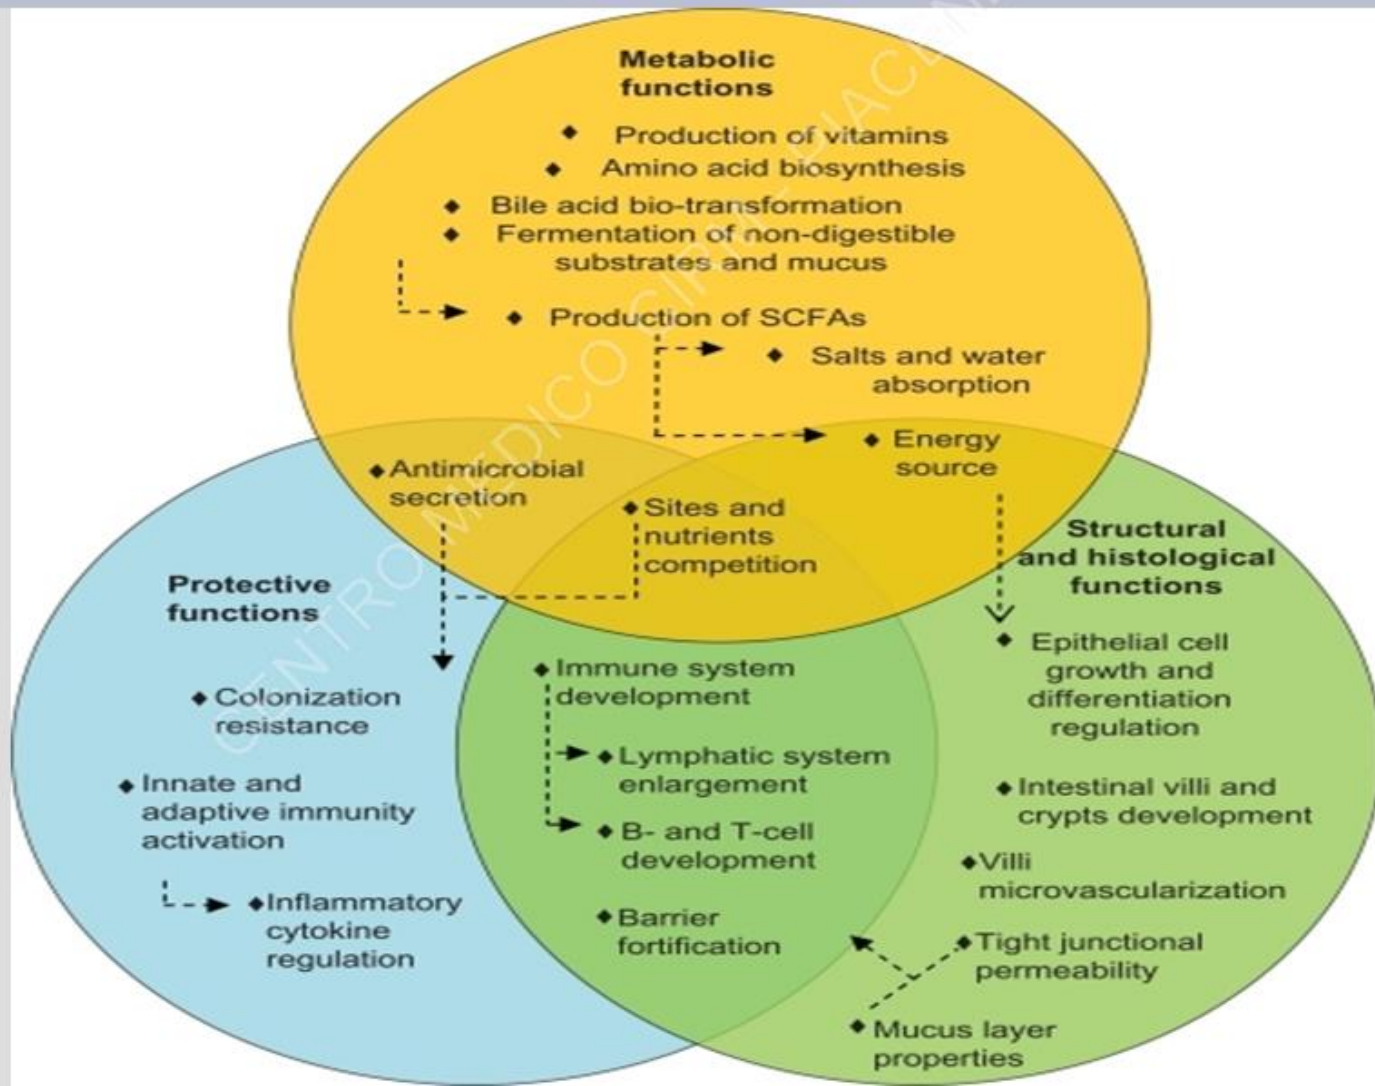 Metabolic
functions
Production of vitamins
Amino acid biosynthesis
Bile acid bio-transformation
Fermentation of non-digestible
substrates and mucus
Production of SCFAs
Salts and water
absorption
Energy
source
Antimicrobial
secretion
Sites and
nutrients
competition
Protective
functions
Colonization
resistance
Innate and
adaptive immunity
activation
Inflammatory
cytokine
regulation
Immune system
development
Lymphatic system
enlargement
B- and T-cell
development
Barrier
fortification
Structural
and histological
functions
Epithelial cell
growth and
differentiation
regulation
Intestinal villi and
crypts development
Villi
microvascularization
Tight junctional
permeability
Mucus layer
properties
CENTRO MEDICO CIRM - PIACEN